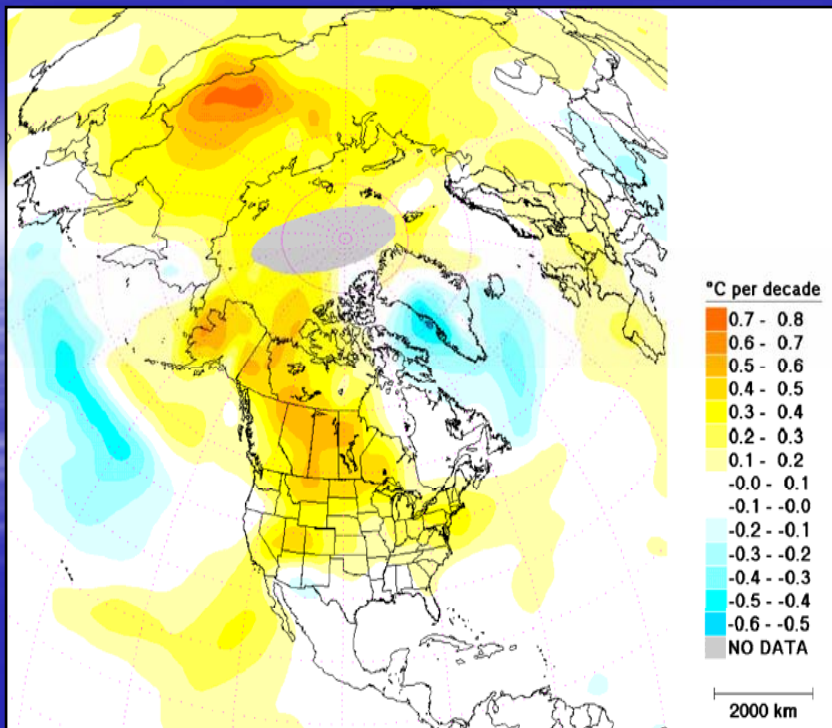 °C per decade
0.7 - 0.8
0.6 - 0.7
0.5 - 0.6
0.4 - 0.5
0.3 - 0.4
0.2 - 0.3
0.1 - 0.2
-0.0 - 0.1
-0.1 - -0.0
-0.2 - -0.1
-0.3 - -0.2
-0.4 - -0.3
-0.5 - -0.4
-0.6 - -0.5
NO DATA
2000 km